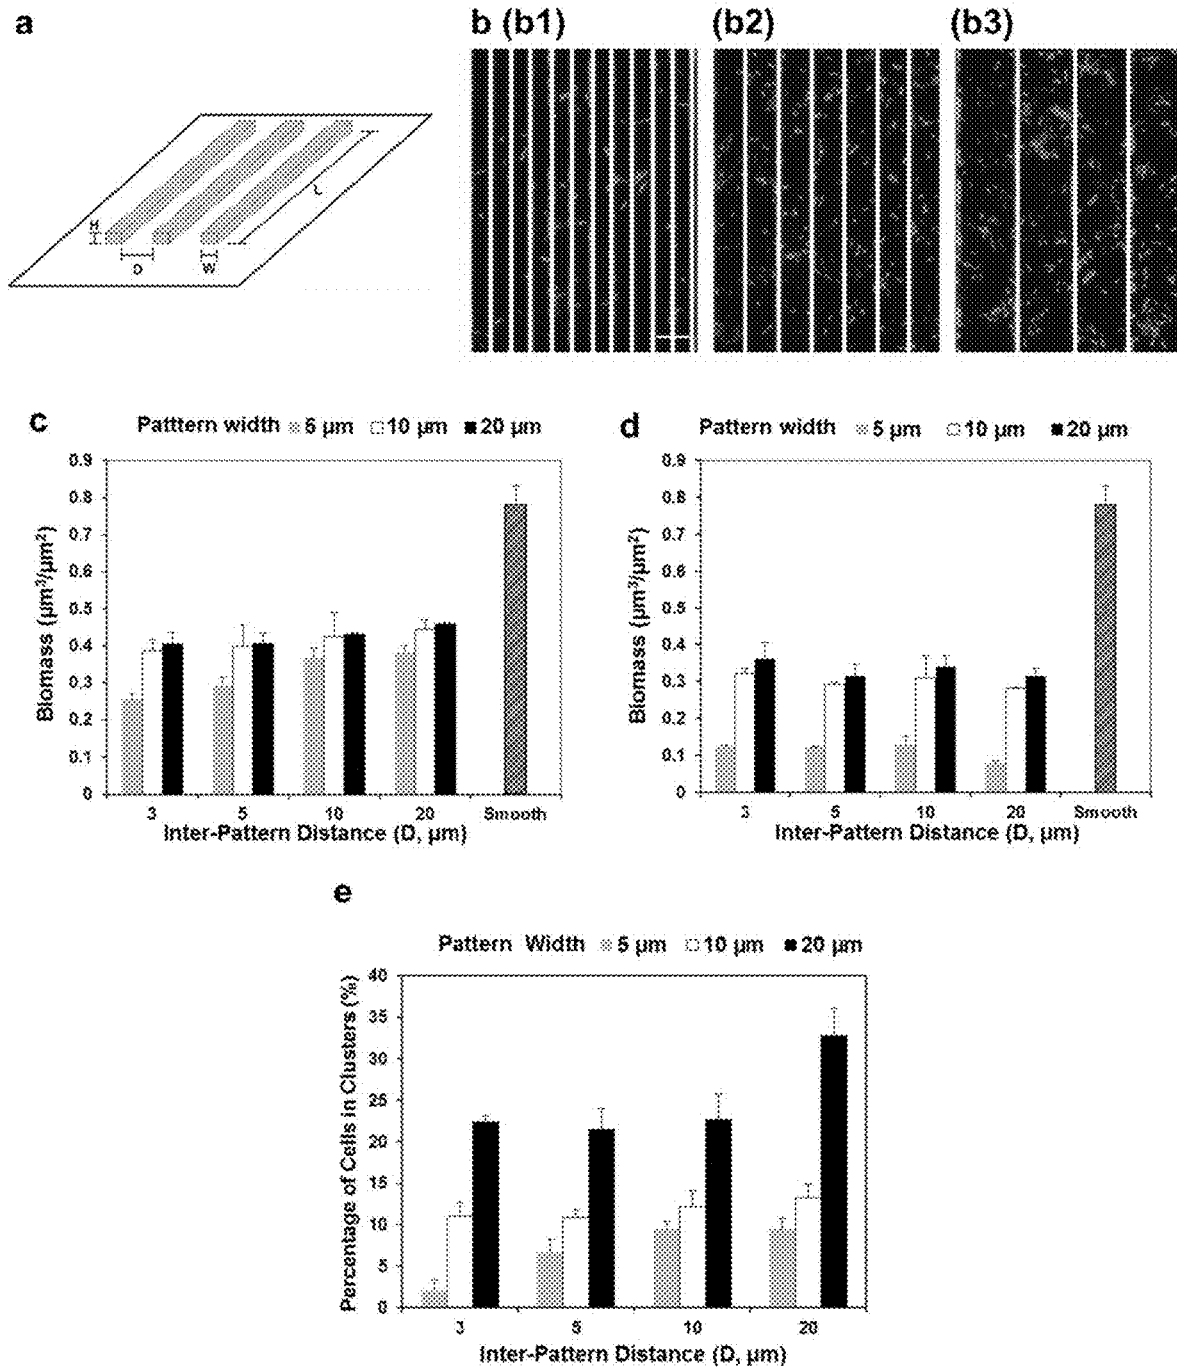 a
b (b1) (b2) (b3)
H
D
W
L
c
Patttern width 5 µm 10 µm 20 µm
Biomass (µm³/µm²)
0.9
0.8
0.7
0.6
0.5
0.4
0.3
0.2
0.1
0
3 5 10 20 Smooth
Inter-Pattern Distance (D, µm)
d
Pattern width 5 µm 10 µm 20 µm
Biomass (µm³/µm²)
0.9
0.8
0.7
0.6
0.5
0.4
0.3
0.2
0.1
0
3 5 10 20 Smooth
Inter-Pattern Distance (D, µm)
e
Pattern Width 5 µm 10 µm 20 µm
Percentage of Cells in Clusters (%)
40
35
30
25
20
15
10
5
0
3 5 10 20
Inter-Pattern Distance (D, µm)